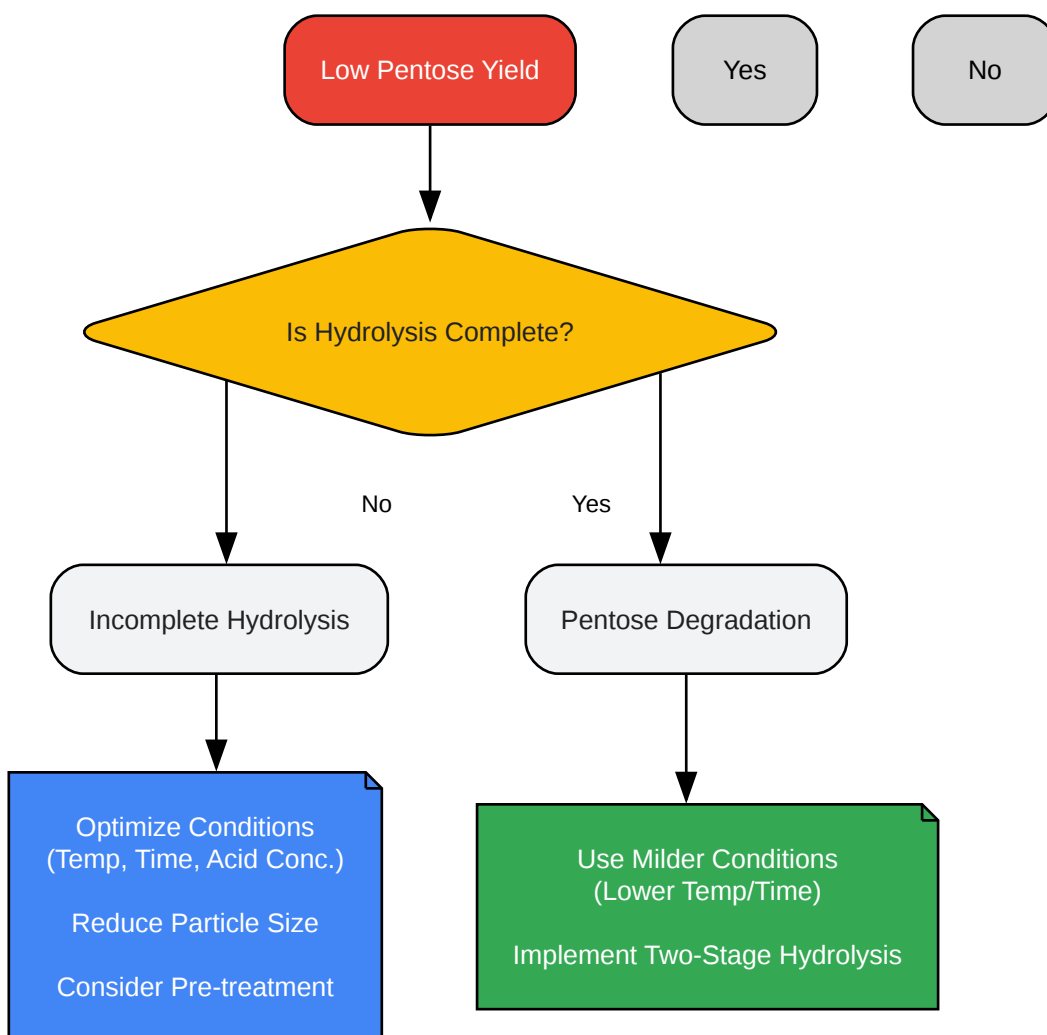 Low Pentose Yield
Yes
No
Is Hydrolysis Complete?
No
Yes
Incomplete Hydrolysis
Pentose Degradation
Optimize Conditions
(Temp, Time, Acid Conc.)
Reduce Particle Size
Consider Pre-treatment
Use Milder Conditions
(Lower Temp/Time)
Implement Two-Stage Hydrolysis